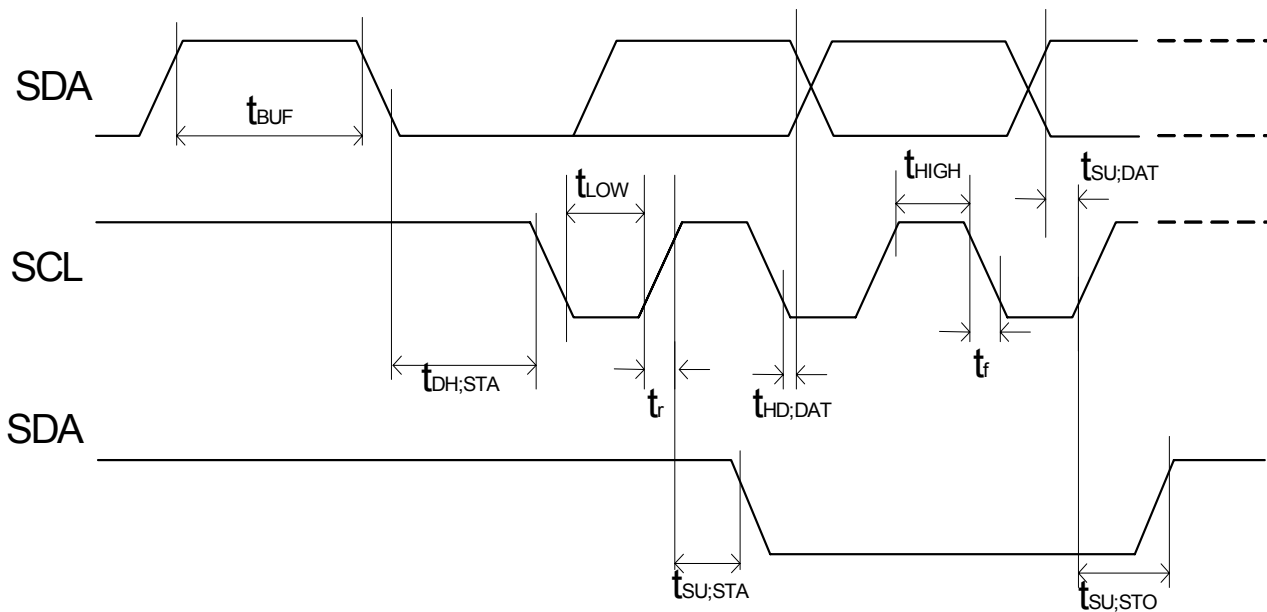 SDA
tBUF
tLOW
tHIGH
tSU;DAT
SCL
tDH;STA
tr
tHD;DAT
tf
SDA
tSU;STA
tSU;STO